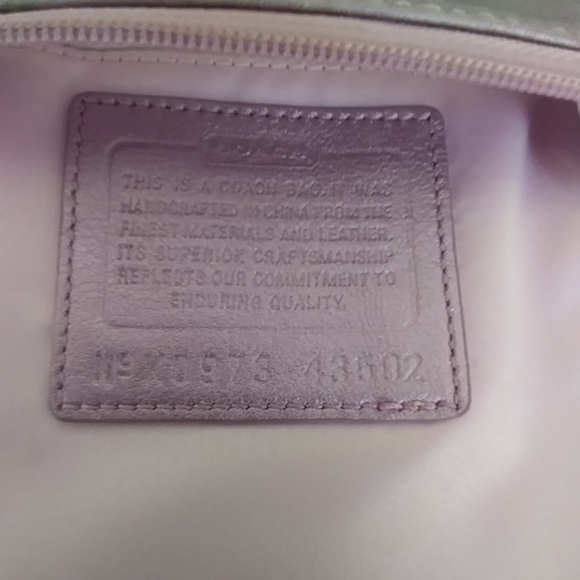 COACH
THIS IS A COACH BAG. IT WAS
HANDCRAFTED IN CHINA FROM THE
FINEST MATERIALS AND LEATHER.
ITS SUPERIOR CRAFTSMANSHIP
REFLECTS OUR COMMITMENT TO
ENDURING QUALITY.